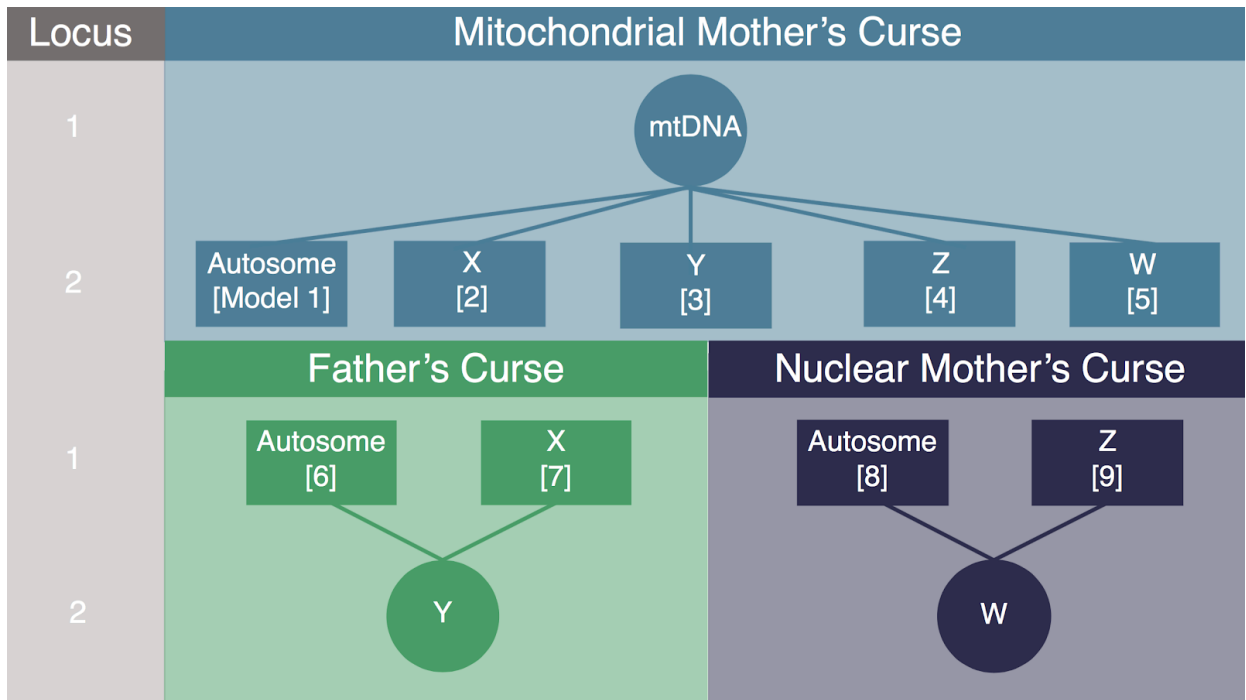 Locus
Mitochondrial Mother's Curse
1
mtDNA
2
Autosome
[Model 1]
X
[2]
Y
[3]
Z
[4]
W
[5]
Father's Curse
Nuclear Mother's Curse
1
Autosome
[6]
X
[7]
Autosome
[8]
Z
[9]
2
Y
W